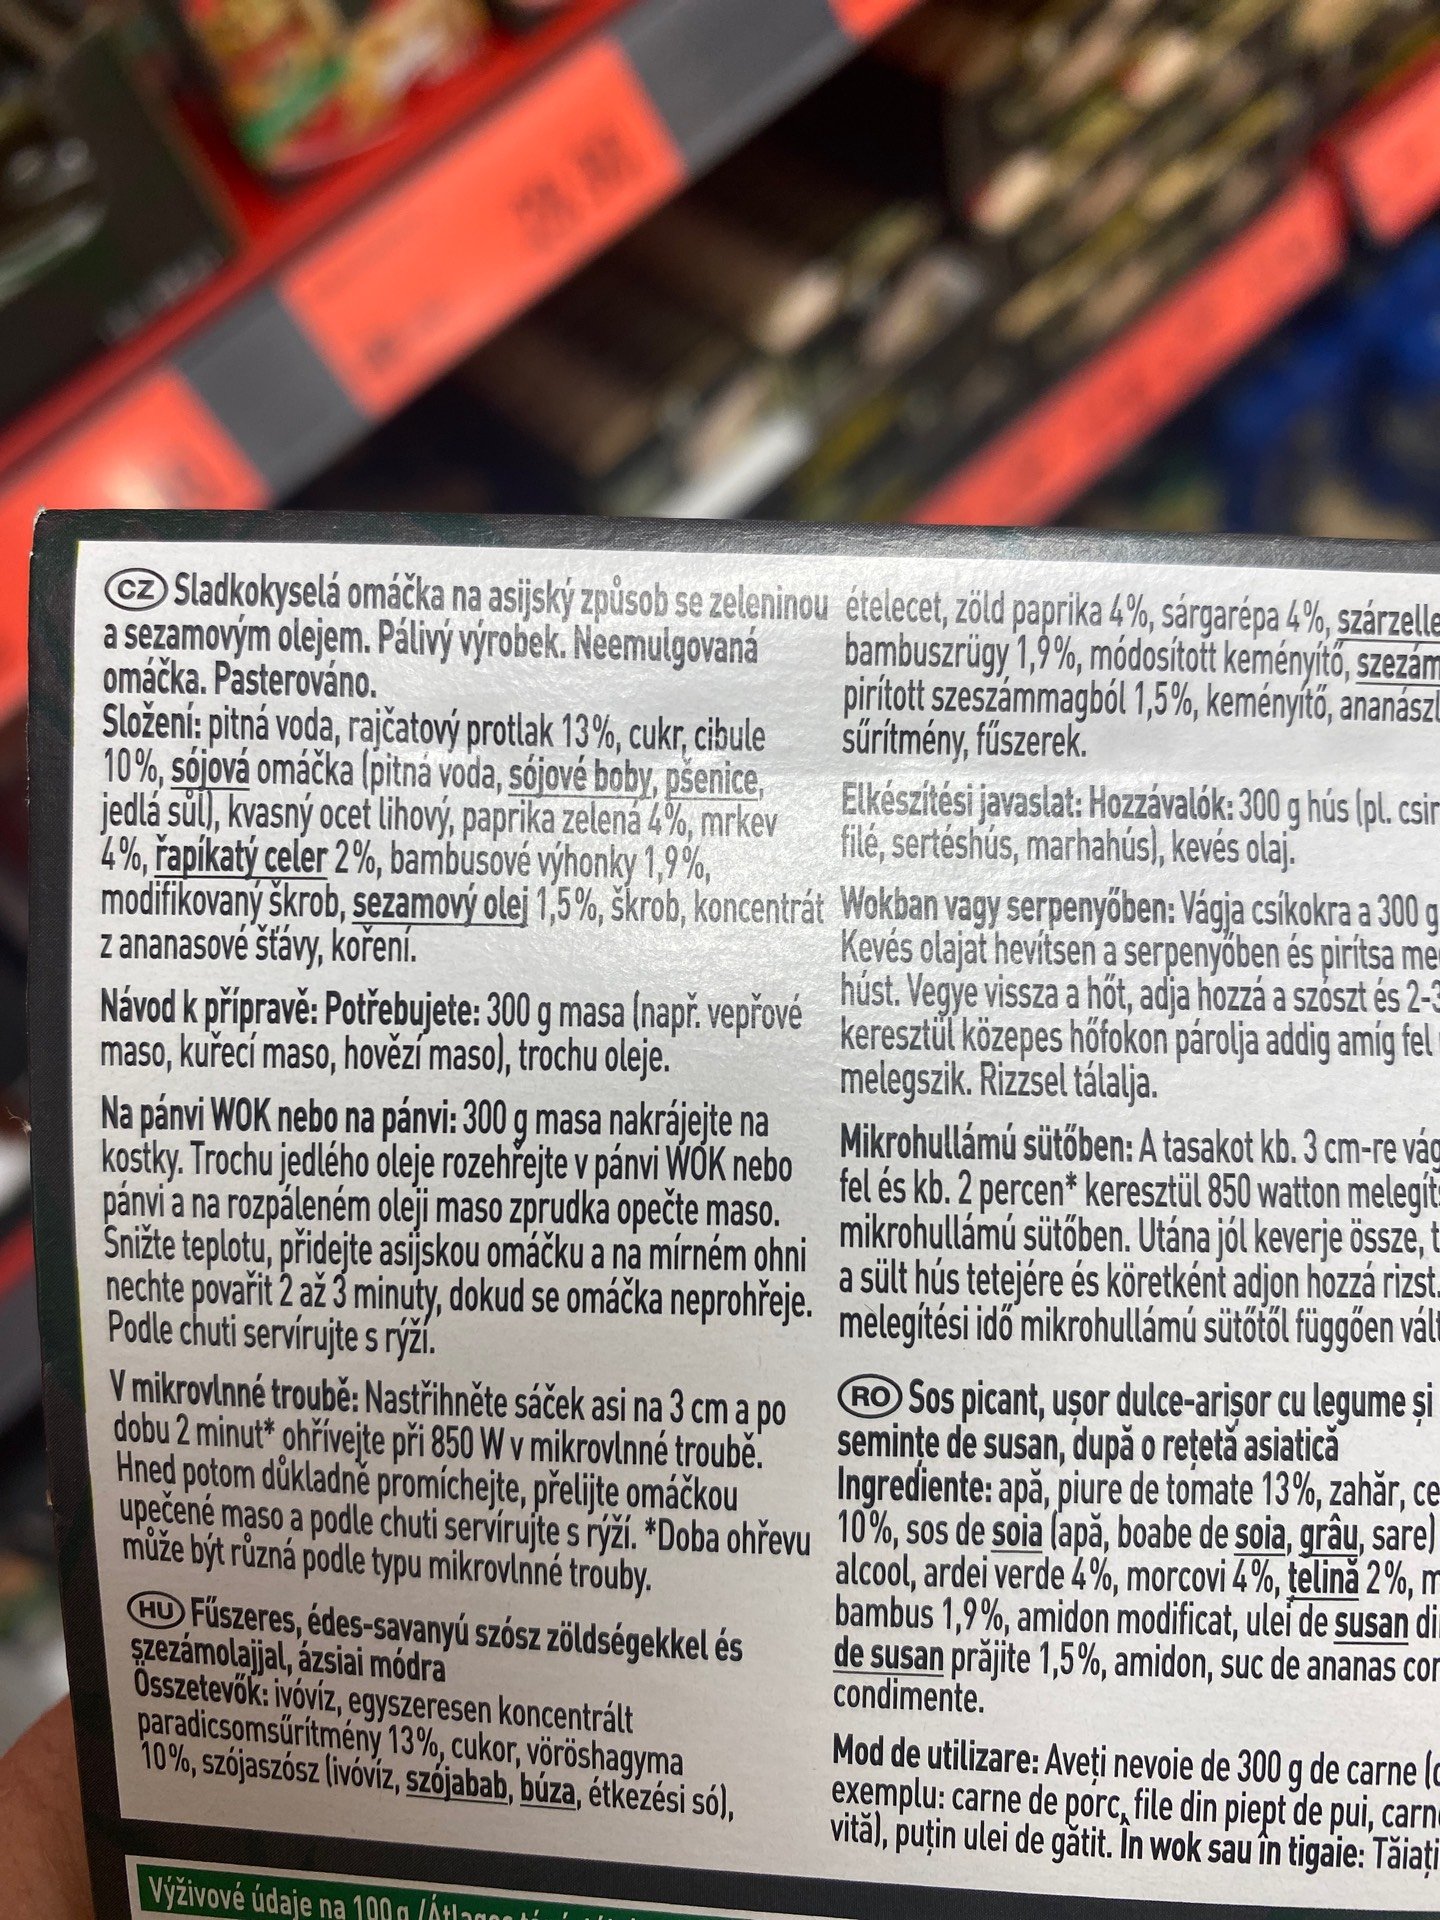 CZ Sladkokyselá omáčka na asijský způsob se zeleninou
a sezamovým olejem. Pálivý výrobek. Neemulgovaná
omáčka. Pasterováno.
Složení: pitná voda, rajčatový protlak 13%, cukr, cibule
10%, sójová omáčka (pitná voda, sójové boby, pšenice,
jedlá sůl), kvasný ocet lihový, paprika zelená 4%, mrkev
4%, řapíkatý celer 2%, bambusové výhonky 1,9%,
modifikovaný škrob, sezamový olej 1,5%, škrob, koncentrát
z ananasové šťávy, koření.
Návod k přípravě: Potřebujete: 300 g masa (např. vepřové
maso, kuřecí maso, hovězí maso), trochu oleje.
Na pánvi WOK nebo na pánvi: 300 g masa nakrájejte na
kostky. Trochu jedlého oleje rozehřejte v pánvi WOK nebo
pánvi a na rozpáleném oleji maso zprudka opečte maso.
Snižte teplotu, přidejte asijskou omáčku a na mírném ohni
nechte povařit 2 až 3 minuty, dokud se omáčka neprohřeje.
Podle chuti servírujte s rýží.
V mikrovlnné troubě: Nastřihněte sáček asi na 3 cm a po
dobu 2 minut* ohřívejte při 850 W v mikrovlnné troubě.
Hned potom důkladně promíchejte, přelijte omáčkou
upečené maso a podle chuti servírujte s rýží. *Doba ohřevu
může být různá podle typu mikrovlnné trouby.
HU Fűszeres, édes-savanyú szósz zöldségekkel és
szezámolajjal, ázsiai módra
Összetevők: ivóvíz, egyszeresen koncentrált
paradicsomsűrítmény 13%, cukor, vöröshagyma
10%, szójaszósz (ivóvíz, szójabab, búza, étkezési só),
ételecet, zöld paprika 4%, sárgarépa 4%, szárzelle
bambuszrügy 1,9%, módosított keményítő, szezám
pirított szeszámmagból 1,5%, keményítő, ananászl
sűrítmény, fűszerek.
Elkészítési javaslat: Hozzávalók: 300 g hús (pl. csir
filé, sertéshús, marhahús), kevés olaj.
Wokban vagy serpenyőben: Vágja csíkokra a 300 g
Kevés olajat hevítsen a serpenyőben és pirítsa me
húst. Vegye vissza a hőt, adja hozzá a szószt és 2-3
keresztül közepes hőfokon párolja addig amíg fel
melegszik. Rizzsel tálalja.
Mikrohullámú sütőben: A tasakot kb. 3 cm-re vág
fel és kb. 2 percen* keresztül 850 watton melegíts
mikrohullámú sütőben. Utána jól keverje össze, t
a sült hús tetejére és köretként adjon hozzá rizst.
melegítési idő mikrohullámú sütőtől függően vált
RO Sos picant, ușor dulce-arișor cu legume și
semințe de susan, după o rețetă asiatică
Ingrediente: apă, piure de tomate 13%, zahăr, ce
10%, sos de soia (apă, boabe de soia, grâu, sare)
alcool, ardei verde 4%, morcovi 4%, țelină 2%, m
bambus 1,9%, amidon modificat, ulei de susan di
de susan prăjite 1,5%, amidon, suc de ananas con
condimente.
Mod de utilizare: Aveți nevoie de 300 g de carne (d
exemplu: carne de porc, file din piept de pui, carne
vită), puțin ulei de gătit. În wok sau în tigaie: Tăiați
Výživové údaje na 100 g /Átlagos